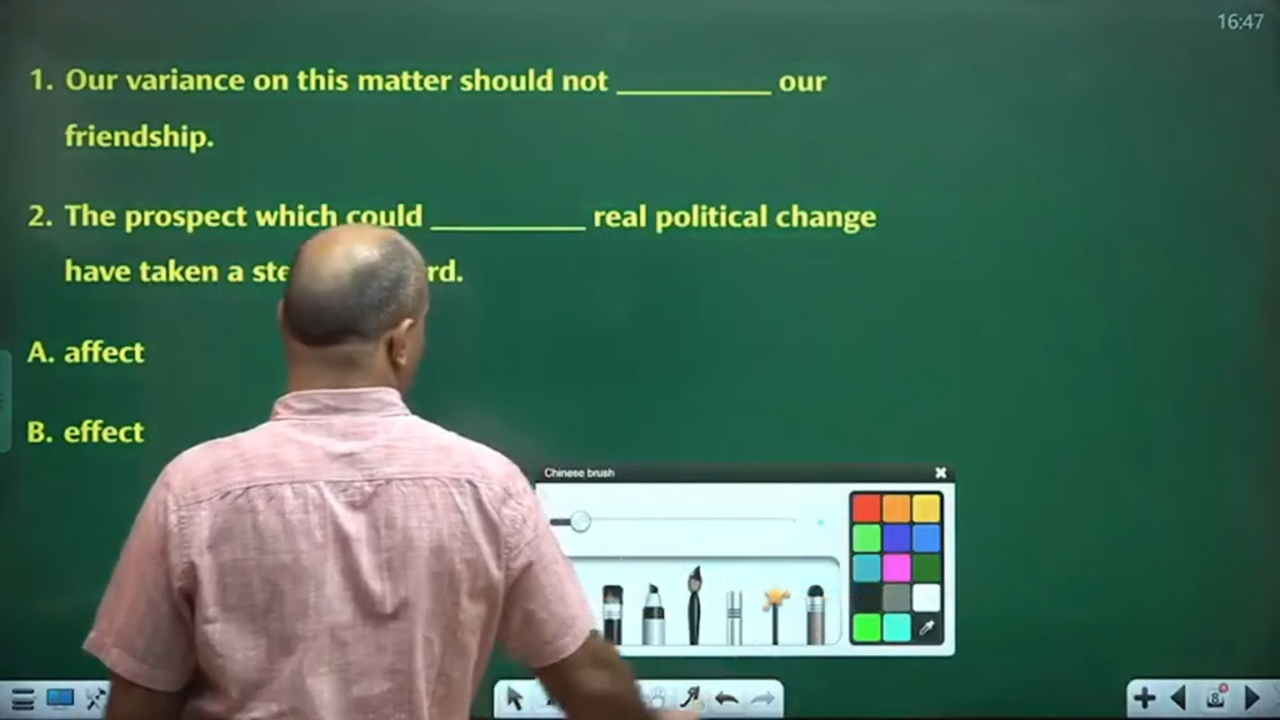 16:47
1. Our variance on this matter should not __________ our
friendship.
2. The prospect which could __________ real political change
have taken a ste rd.
A. affect
B. effect
Chinese brush
8